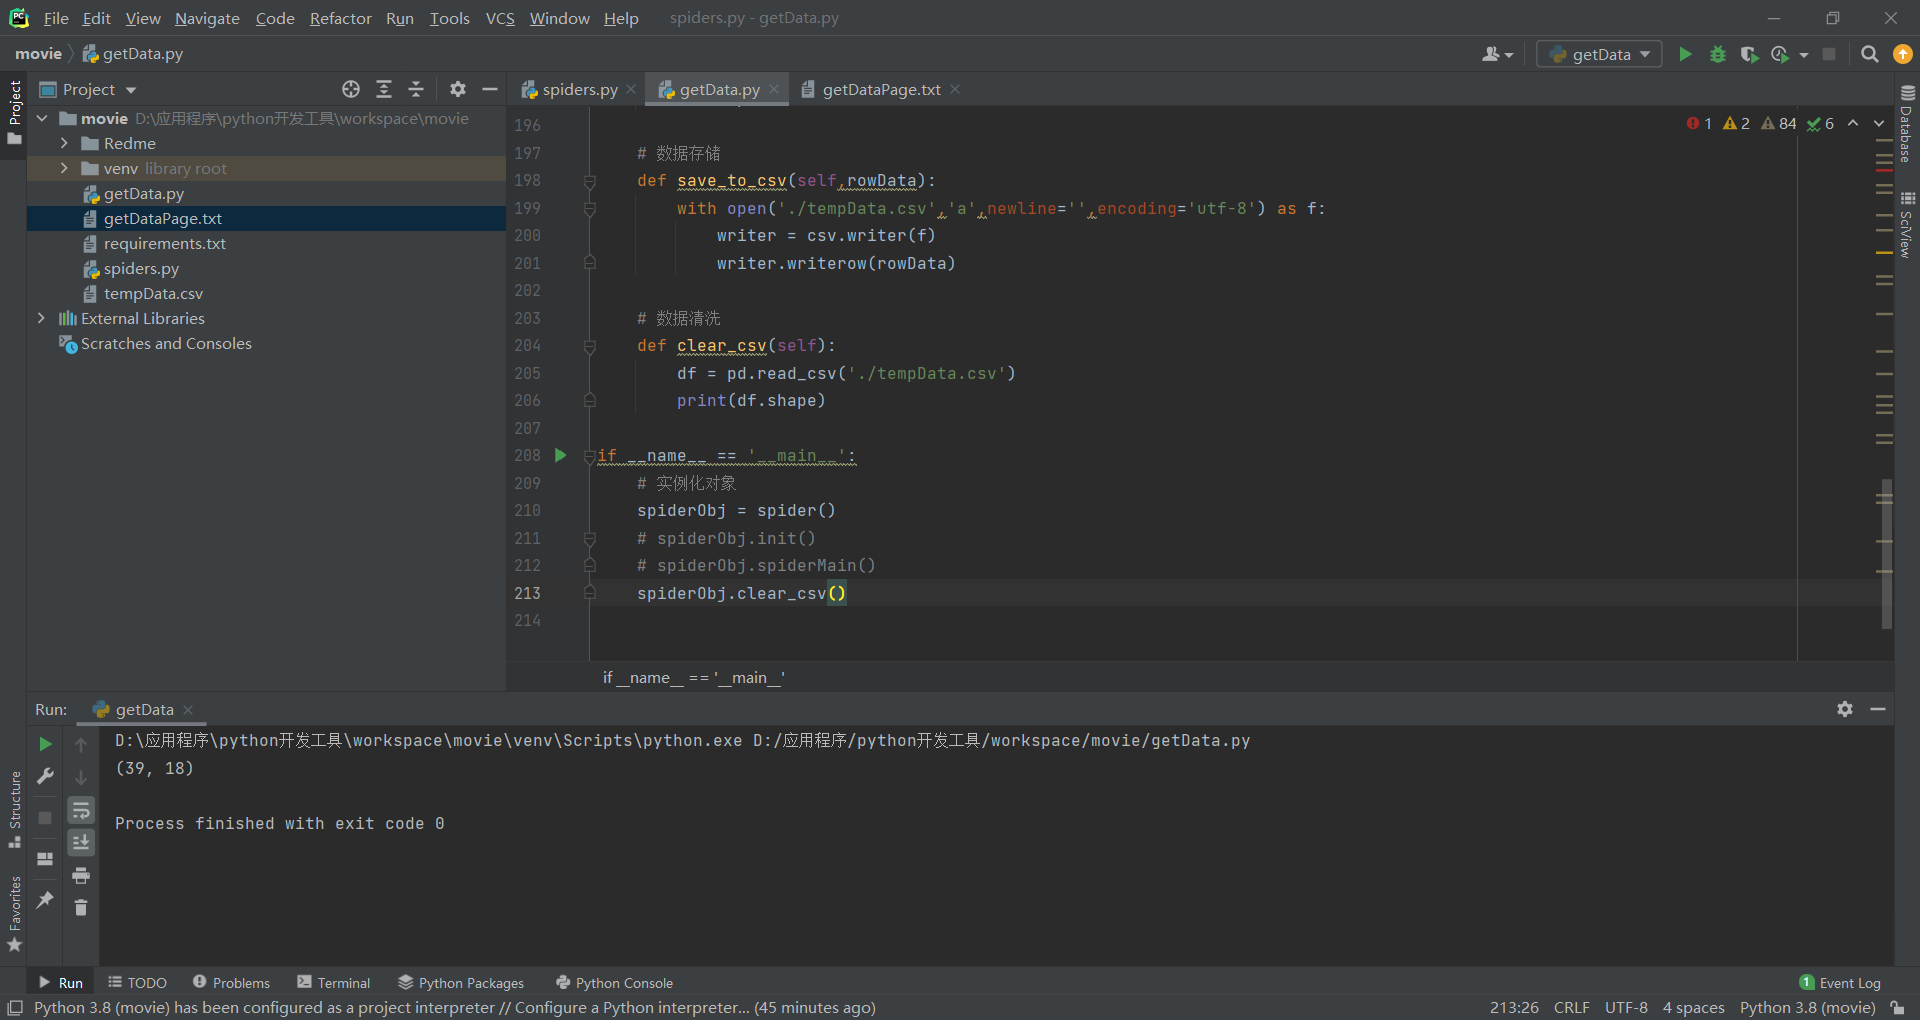 File Edit View Navigate Code Refactor Run Tools VCS Window Help spiders.py - getData.py
movie getData.py
getData
Project
spiders.py getData.py getDataPage.txt
movie D:\应用程序\python开发工具\workspace\movie
Redme
venv library root
getData.py
getDataPage.txt
requirements.txt
spiders.py
tempData.csv
External Libraries
Scratches and Consoles
Project
Structure
Favorites
Database
SciView
1 2 84 6
196
197 # 数据存储
198 def save_to_csv(self,rowData):
199 with open('./tempData.csv','a',newline='',encoding='utf-8') as f:
200 writer = csv.writer(f)
201 writer.writerow(rowData)
202
203 # 数据清洗
204 def clear_csv(self):
205 df = pd.read_csv('./tempData.csv')
206 print(df.shape)
207
208 if __name__ == '__main__':
209 # 实例化对象
210 spiderObj = spider()
211 # spiderObj.init()
212 # spiderObj.spiderMain()
213 spiderObj.clear_csv()
214
if __name__ == '__main__'
Run: getData
D:\应用程序\python开发工具\workspace\movie\venv\Scripts\python.exe D:/应用程序/python开发工具/workspace/movie/getData.py
(39, 18)
Process finished with exit code 0
Run TODO Problems Terminal Python Packages Python Console 1 Event Log
Python 3.8 (movie) has been configured as a project interpreter // Configure a Python interpreter... (45 minutes ago) 213:26 CRLF UTF-8 4 spaces Python 3.8 (movie)